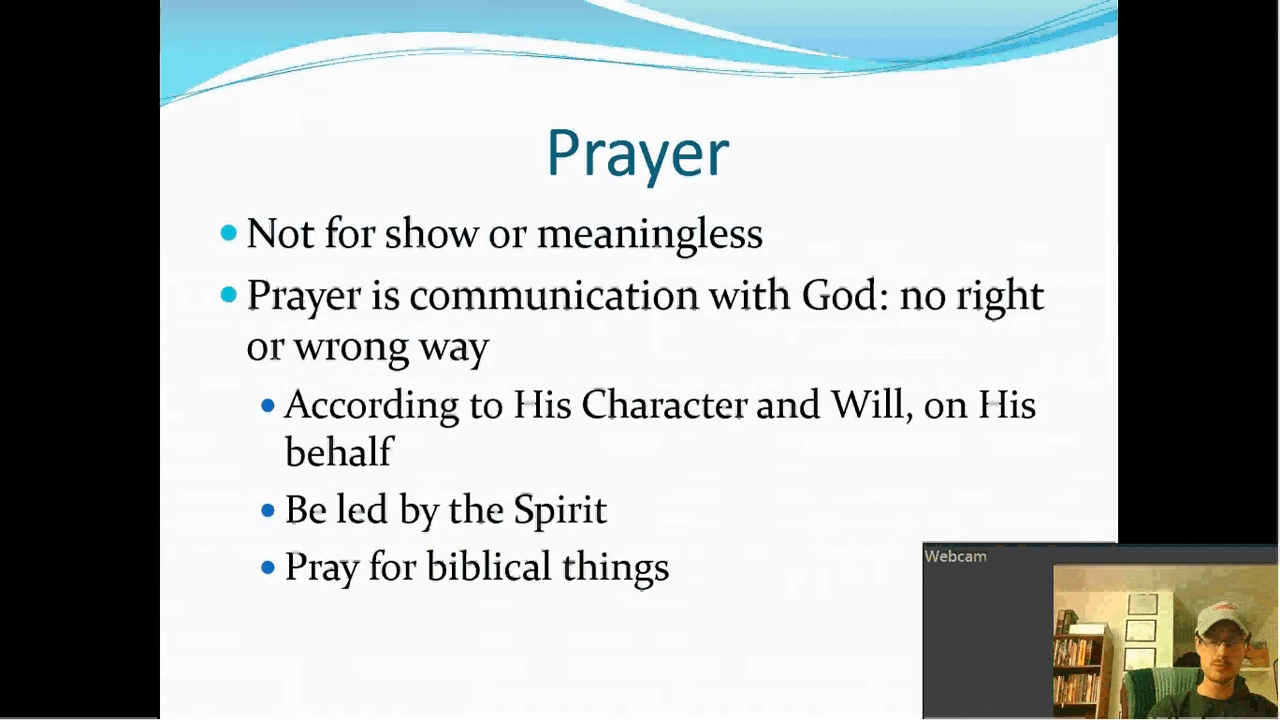 Prayer
Not for show or meaningless
Prayer is communication with God: no right
or wrong way
According to His Character and Will, on His
behalf
Be led by the Spirit
Pray for biblical things
Webcam